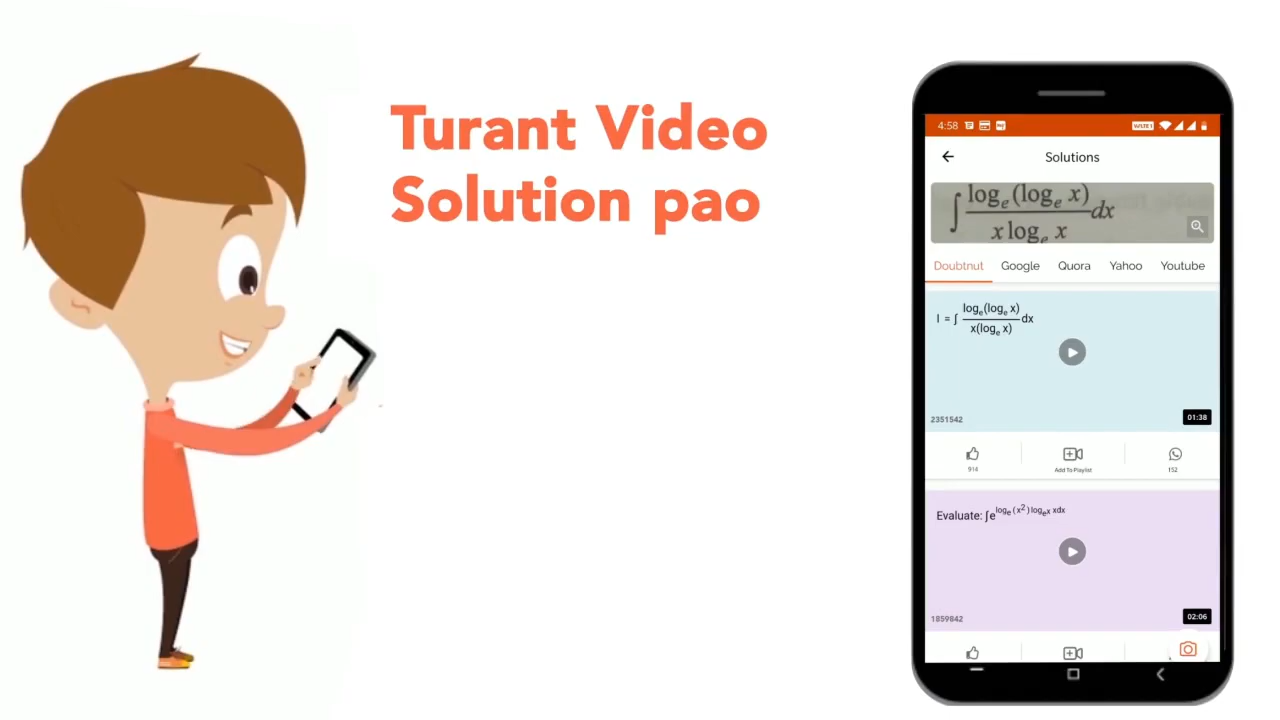 Turant Video
Solution pao
4:58
VoLTE1
Solutions
∫ logₑ(logₑ x) / x logₑ x dx
Doubtnut Google Quora Yahoo Youtube
I = ∫ logₑ(logₑ x) / x(logₑ x) dx
2351542 01:38
914 Add To Playlist 152
Evaluate: ∫e^logₑ(x²)logₑx xdx
1859842 02:06